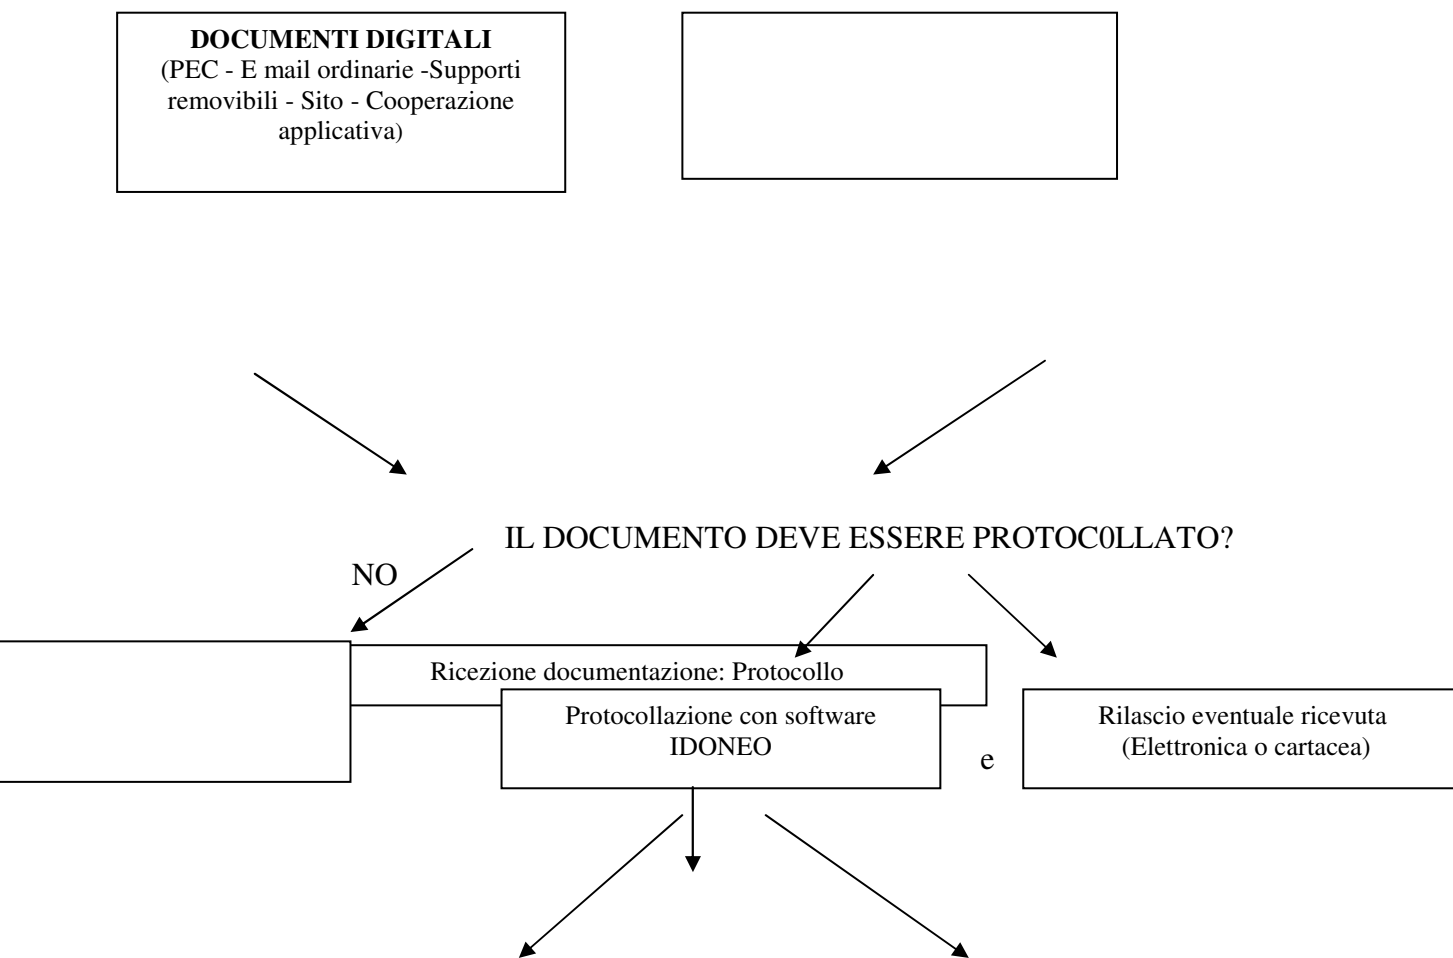 DOCUMENTI DIGITALI
(PEC - E mail ordinarie -Supporti
removibili - Sito - Cooperazione
applicativa)
IL DOCUMENTO DEVE ESSERE PROTOC0LLATO?
NO
Ricezione documentazione: Protocollo
Protocollazione con software
IDONEO
e
Rilascio eventuale ricevuta
(Elettronica o cartacea)